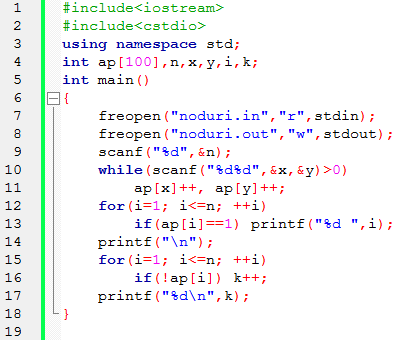 1 #include<iostream>
2 #include<cstdio>
3 using namespace std;
4 int ap[100],n,x,y,i,k;
5 int main()
6 {
7 freopen("noduri.in","r",stdin);
8 freopen("noduri.out","w",stdout);
9 scanf("%d",&n);
10 while(scanf("%d%d",&x,&y)>0)
11 ap[x]++, ap[y]++;
12 for(i=1; i<=n; ++i)
13 if(ap[i]==1) printf("%d ",i);
14 printf("\n");
15 for(i=1; i<=n; ++i)
16 if(!ap[i]) k++;
17 printf("%d\n",k);
18 }
19